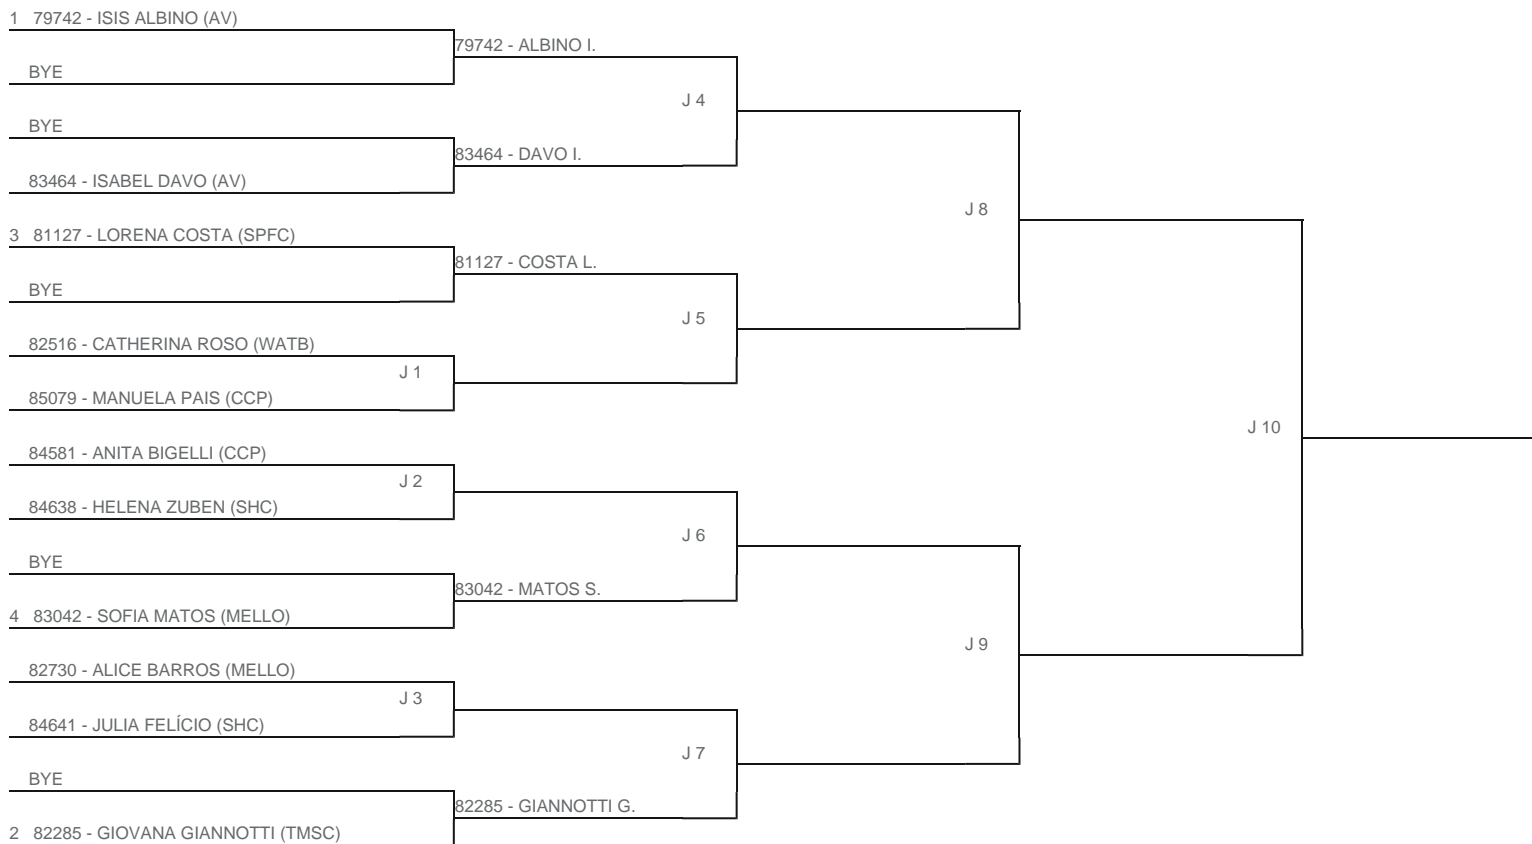 1 79742 - ISIS ALBINO (AV)
79742 - ALBINO I.
BYE
J 4
BYE
83464 - DAVO I.
83464 - ISABEL DAVO (AV)
J 8
3 81127 - LORENA COSTA (SPFC)
81127 - COSTA L.
BYE
J 5
82516 - CATHERINA ROSO (WATB)
J 1
85079 - MANUELA PAIS (CCP)
J 10
84581 - ANITA BIGELLI (CCP)
J 2
84638 - HELENA ZUBEN (SHC)
J 6
BYE
83042 - MATOS S.
4 83042 - SOFIA MATOS (MELLO)
J 9
82730 - ALICE BARROS (MELLO)
J 3
84641 - JULIA FELÍCIO (SHC)
J 7
BYE
82285 - GIANNOTTI G.
2 82285 - GIOVANA GIANNOTTI (TMSC)